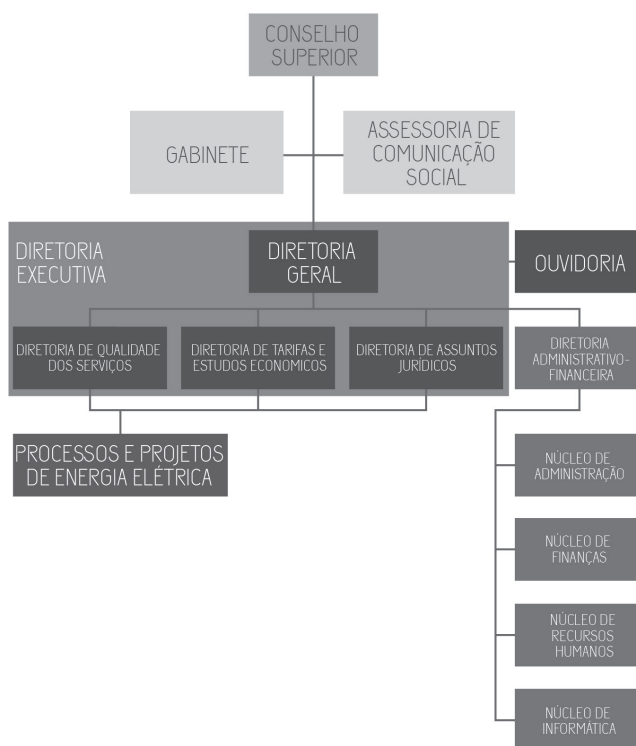 CONSELHO
SUPERIOR
GABINETE
ASSESSORIA DE
COMUNICAÇÃO
SOCIAL
DIRETORIA
EXECUTIVA
DIRETORIA
GERAL
OUVIDORIA
DIRETORIA DE QUALIDADE
DOS SERVIÇOS
DIRETORIA DE TARIFAS E
ESTUDOS ECONOMICOS
DIRETORIA DE ASSUNTOS
JURÍDICOS
DIRETORIA
ADMINISTRATIVO-
FINANCEIRA
PROCESSOS E PROJETOS
DE ENERGIA ELÉTRICA
NÚCLEO DE
ADMINISTRAÇÃO
NÚCLEO DE
FINANÇAS
NÚCLEO DE
RECURSOS
HUMANOS
NÚCLEO DE
INFORMÁTICA